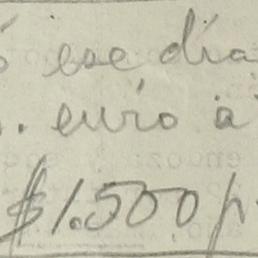 ó ese día
. euro a
$1.500 p